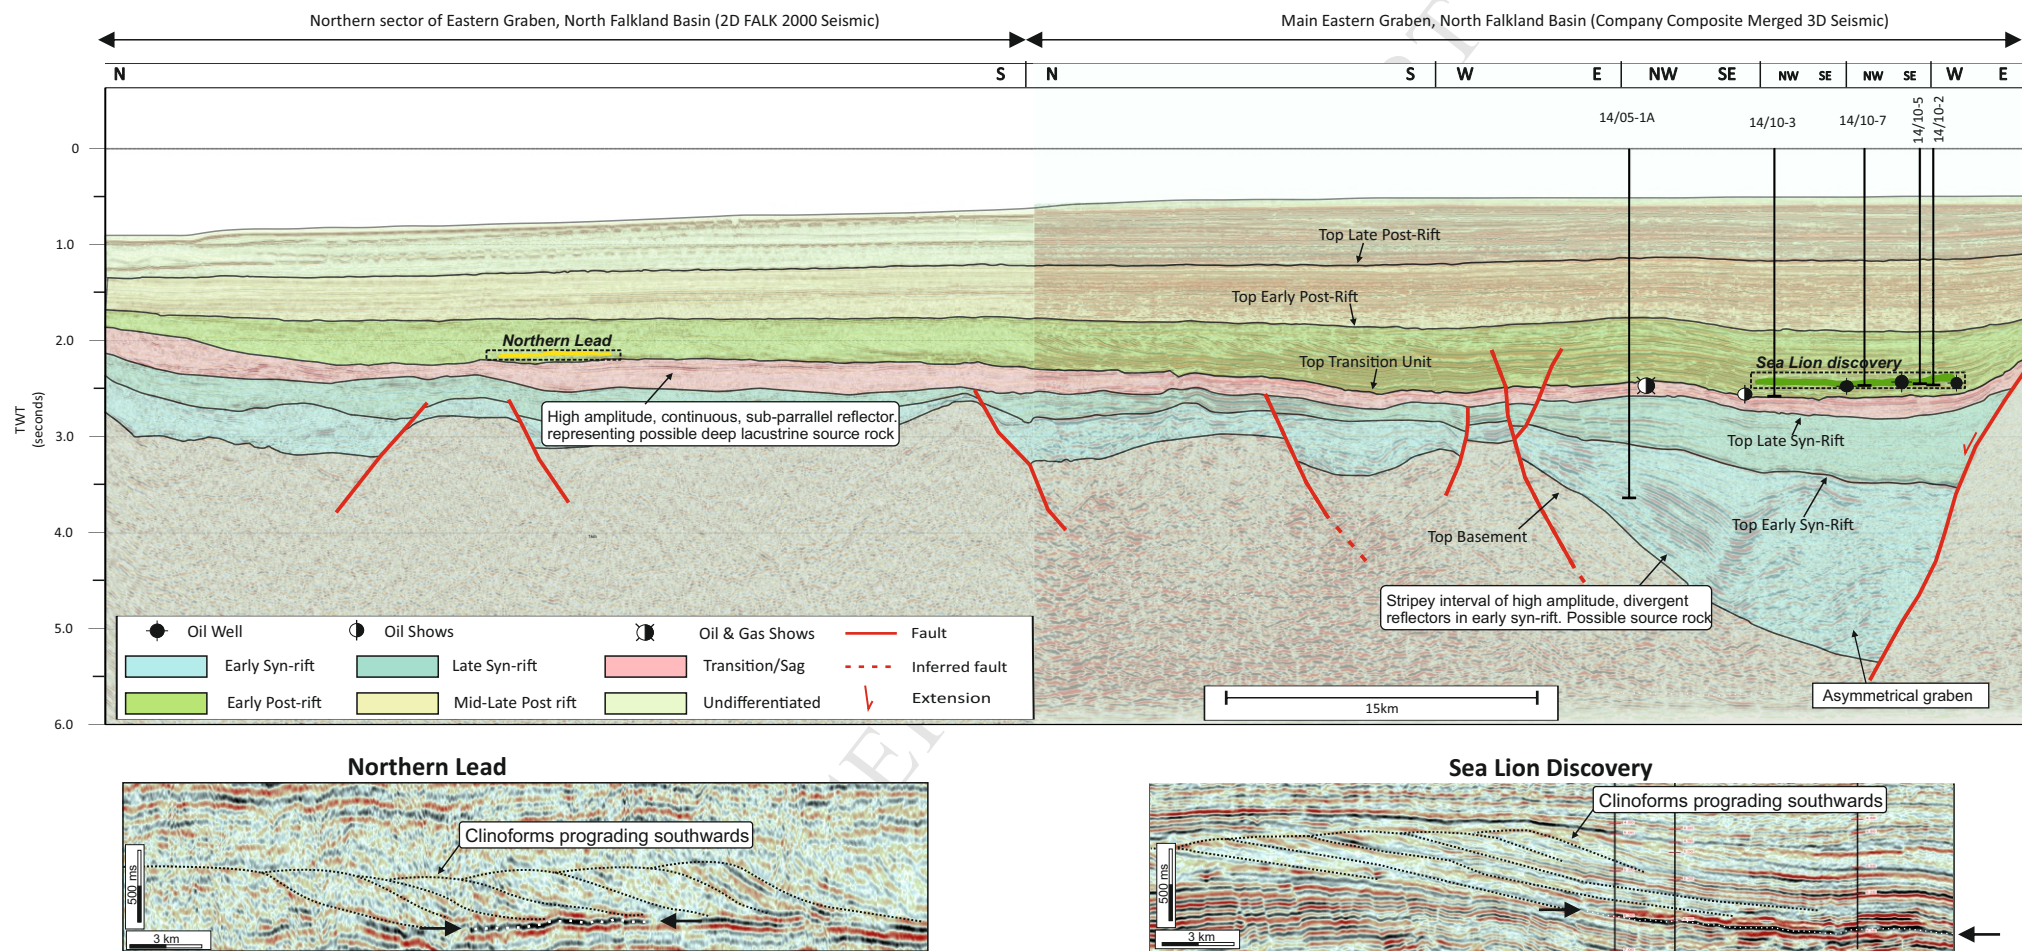 Northern sector of Eastern Graben, North Falkland Basin (2D FALK 2000 Seismic)
Main Eastern Graben, North Falkland Basin (Company Composite Merged 3D Seismic)
N S N S W E NW SE NW SE NW SE W E
14/05-1A
14/10-3
14/10-7
14/10-5
14/10-2
0
1.0
2.0
3.0
4.0
5.0
6.0
TWT
(seconds)
Top Late Post-Rift
Top Early Post-Rift
Northern Lead
Top Transition Unit
Sea Lion discovery
High amplitude, continuous, sub-parrallel reflector.
representing possible deep lacustrine source rock
Top Late Syn-Rift
Top Early Syn-Rift
Top Basement
Stripey interval of high amplitude, divergent
reflectors in early syn-rift. Possible source rock
Asymmetrical graben
15km
Oil Well
Oil Shows
Oil & Gas Shows
Fault
Early Syn-rift
Late Syn-rift
Transition/Sag
Inferred fault
Early Post-rift
Mid-Late Post rift
Undifferentiated
Extension
Northern Lead
Clinoforms prograding southwards
500 ms
3 km
Sea Lion Discovery
Clinoforms prograding southwards
500 ms
3 km